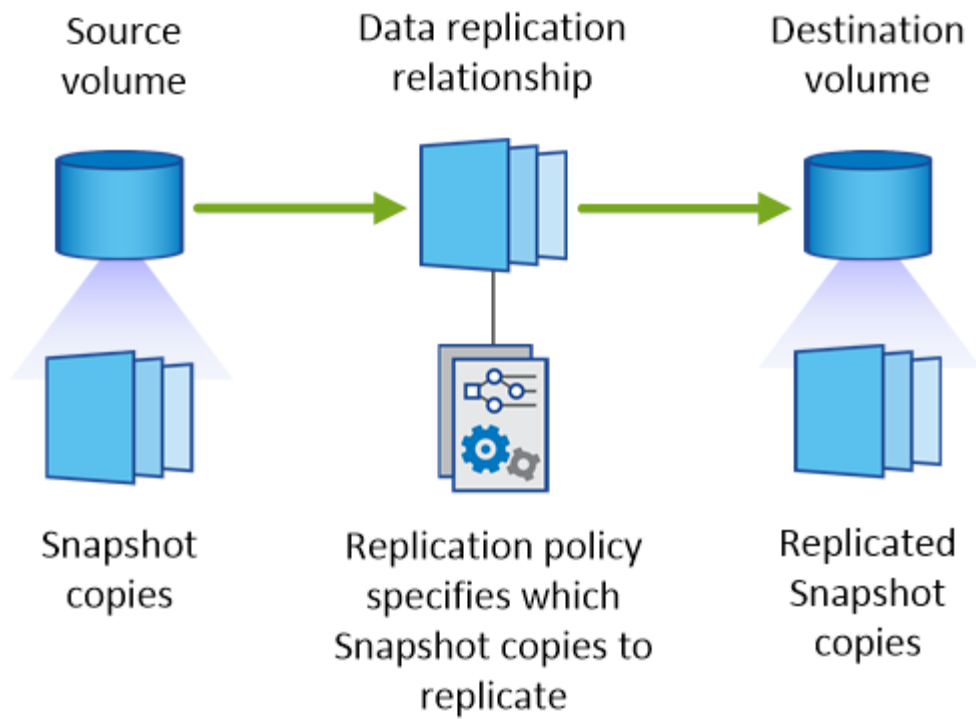 Source
volume
Data replication
relationship
Destination
volume
Snapshot
copies
Replication policy
specifies which
Snapshot copies to
replicate
Replicated
Snapshot
copies